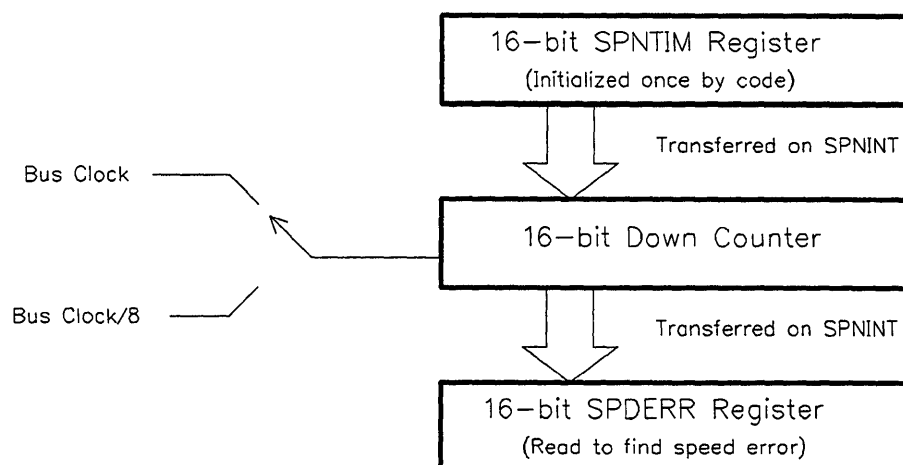 16-bit SPNTIM Register
(Initialized once by code)
Transferred on SPNINT
Bus Clock
16-bit Down Counter
Bus Clock/8
Transferred on SPNINT
16-bit SPDERR Register
(Read to find speed error)